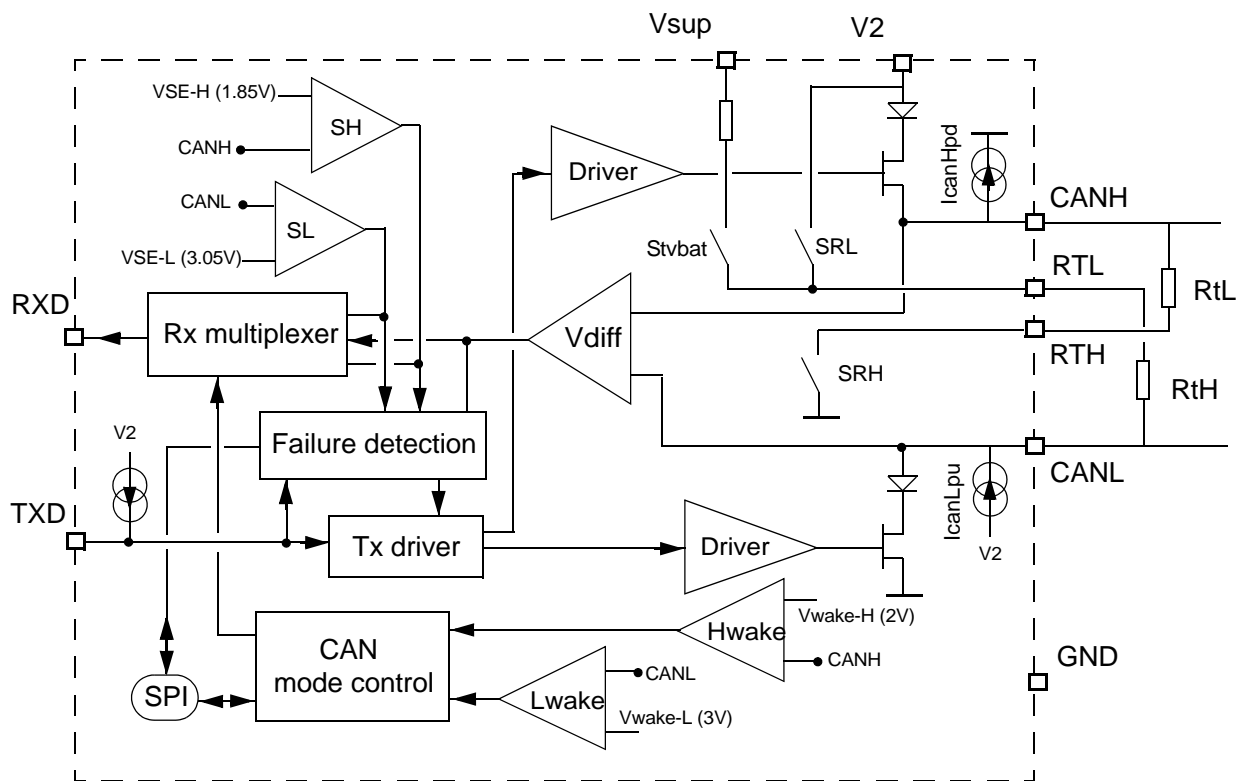 Vsup
V2
VSE-H (1.85V)
SH
CANH
CANL
SL
VSE-L (3.05V)
Driver
IcanHpd
CANH
Stvbat
SRL
RTL
RtL
RXD
Rx multiplexer
Vdiff
RTH
SRH
RtH
V2
Failure detection
CANL
IcanLpu
TXD
Tx driver
Driver
V2
Vwake-H (2V)
Hwake
CANH
GND
CAN
mode control
CANL
SPI
Lwake
Vwake-L (3V)